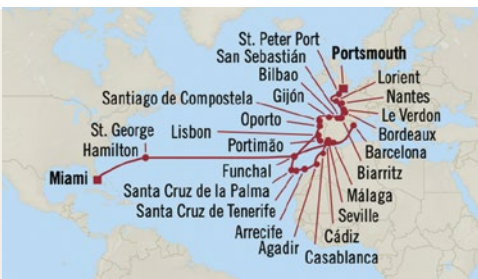 St. Peter Port
San Sebastián
Portsmouth
Bilbao
Lorient
Gijón
Nantes
Santiago de Compostela
Le Verdon
Oporto
Bordeaux
St. George
Lisbon
Barcelona
Hamilton
Portimão
Biarritz
Miami
Funchal
Málaga
Santa Cruz de la Palma
Seville
Santa Cruz de Tenerife
Cádiz
Arrecife
Agadir
Casablanca